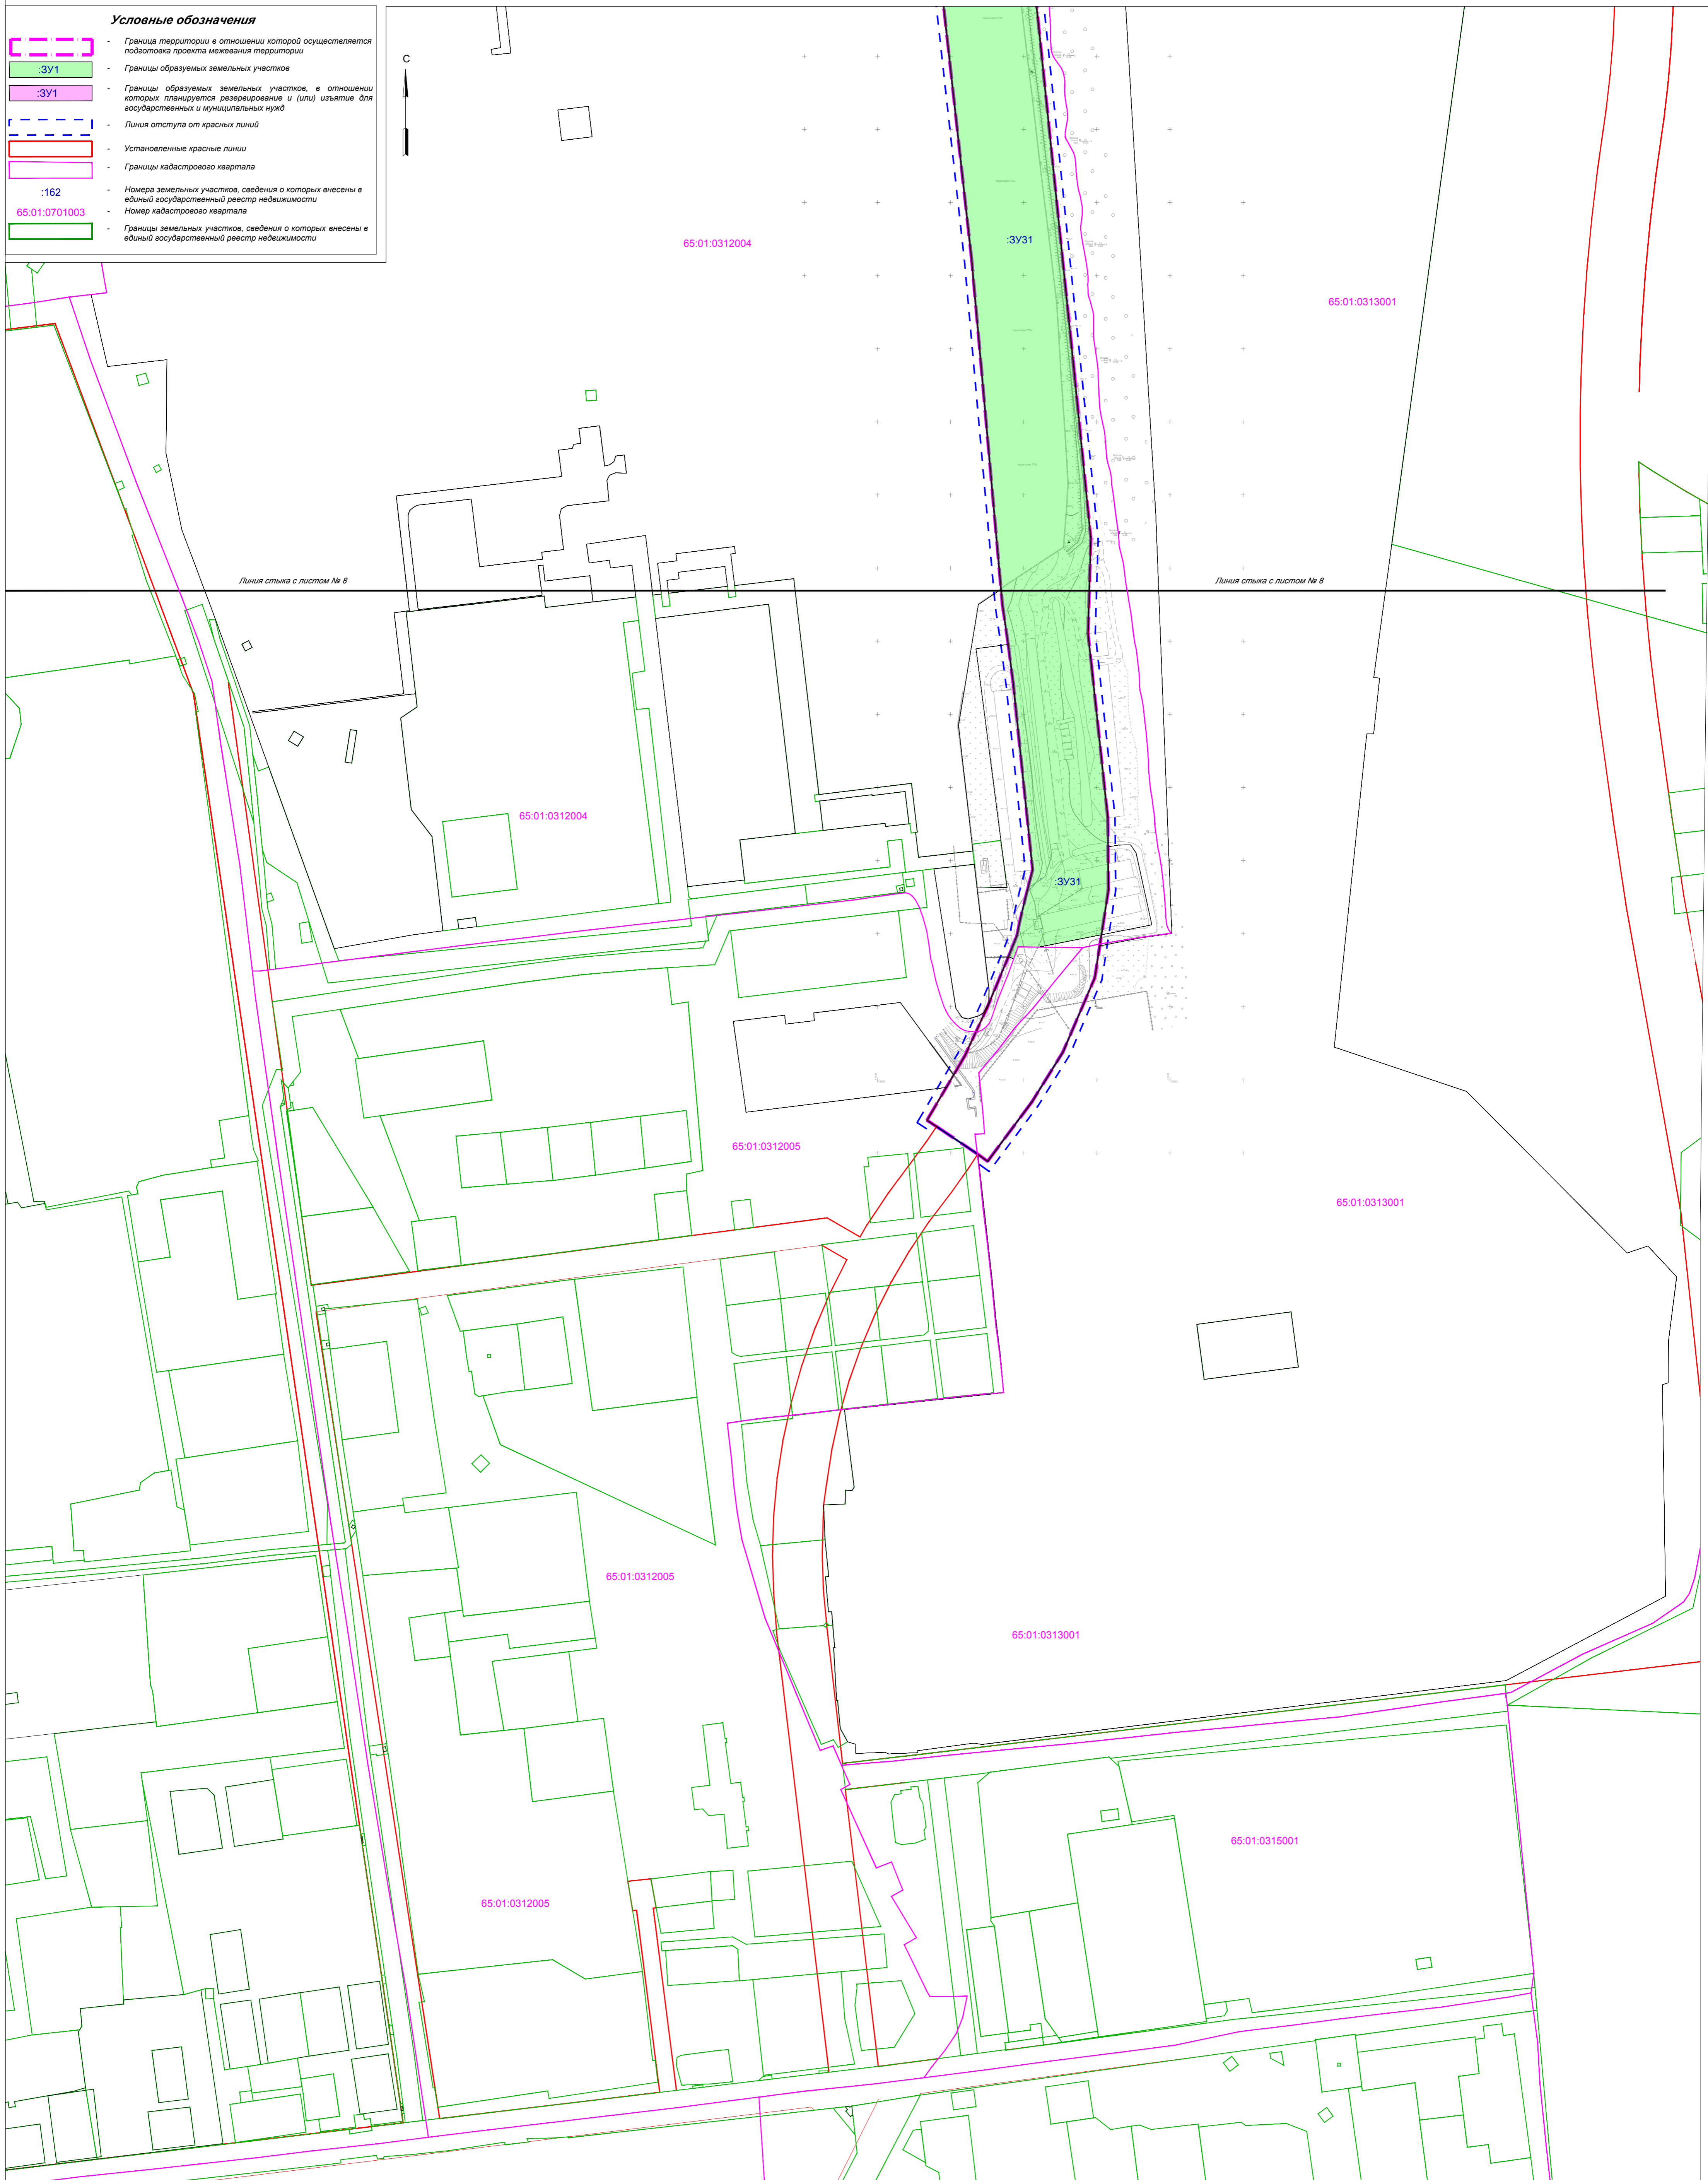 Условные обозначения
- Граница территории в отношении которой осуществляется
подготовка проекта межевания территории
:ЗУ1 - Границы образуемых земельных участков
:ЗУ1 - Границы образуемых земельных участков, в отношении
которых планируется резервирование и (или) изъятие для
государственных и муниципальных нужд
- Линия отступа от красных линий
- Установленные красные линии
- Границы кадастрового квартала
:162 - Номера земельных участков, сведения о которых внесены в
единый государственный реестр недвижимости
65:01:0701003 - Номер кадастрового квартала
- Границы земельных участков, сведения о которых внесены в
единый государственный реестр недвижимости
С
65:01:0312004
:ЗУ31
65:01:0313001
Линия стыка с листом № 8
Линия стыка с листом № 8
65:01:0312004
:ЗУ31
65:01:0312005
65:01:0313001
65:01:0312005
65:01:0313001
65:01:0315001
65:01:0312005